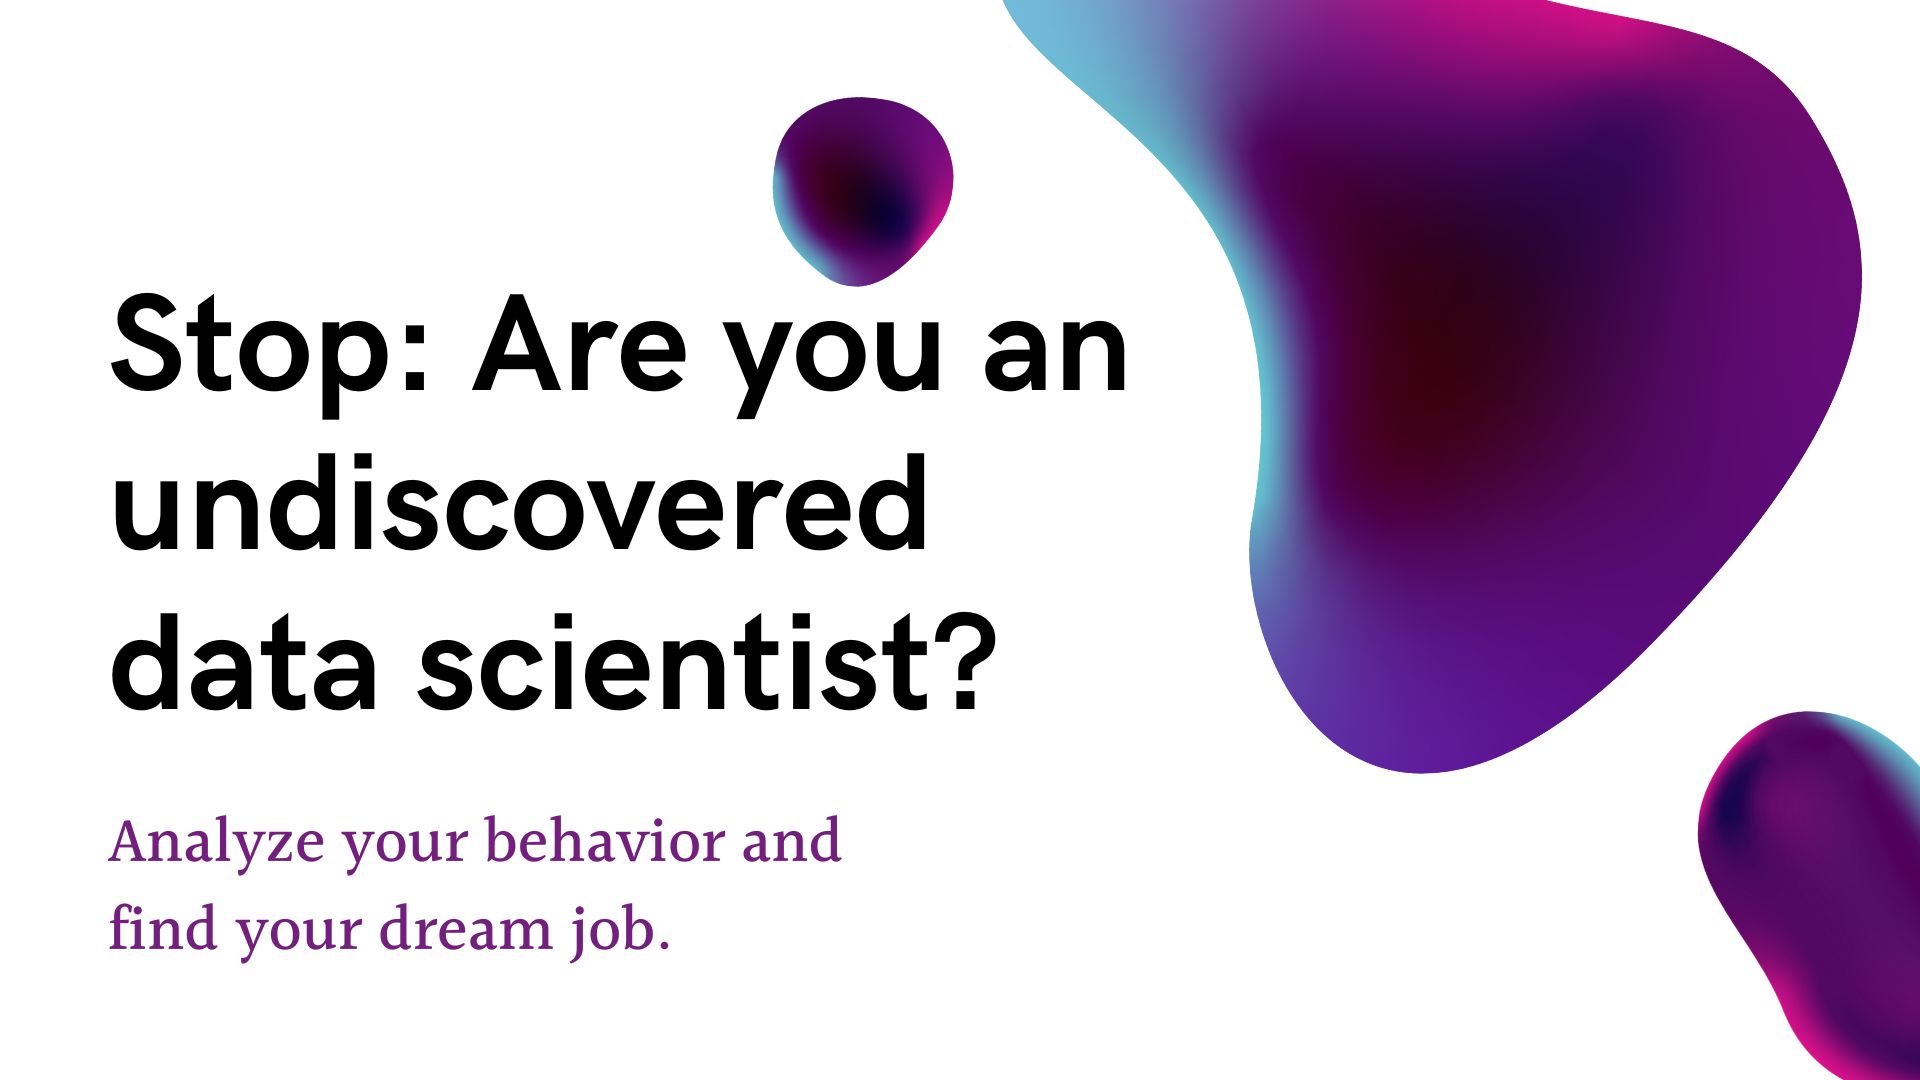 Stop: Are you an
undiscovered
data scientist?
Analyze your behavior and
find your dream job.